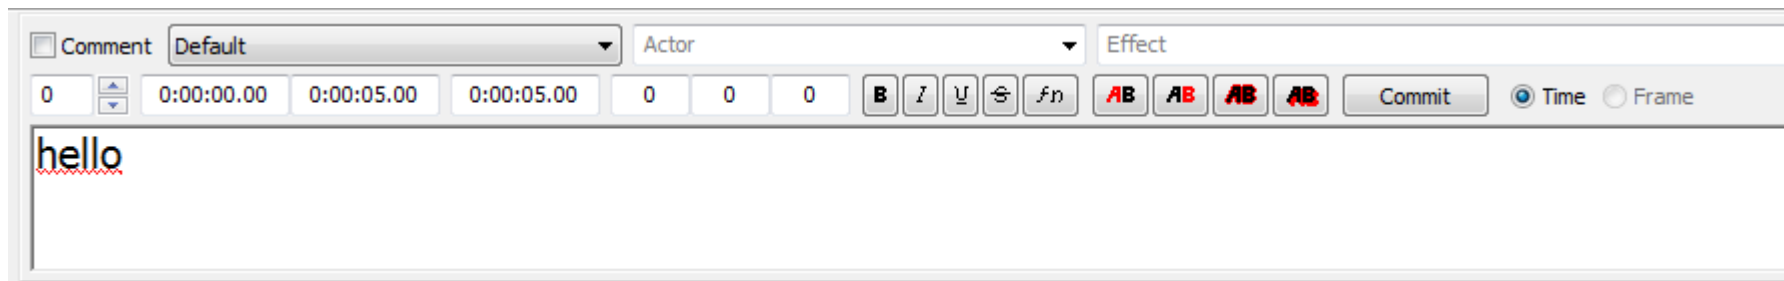 Comment Default Actor Effect
0 0:00:00.00 0:00:05.00 0:00:05.00 0 0 0 B I U S fn AB AB AB AB Commit Time Frame
hello